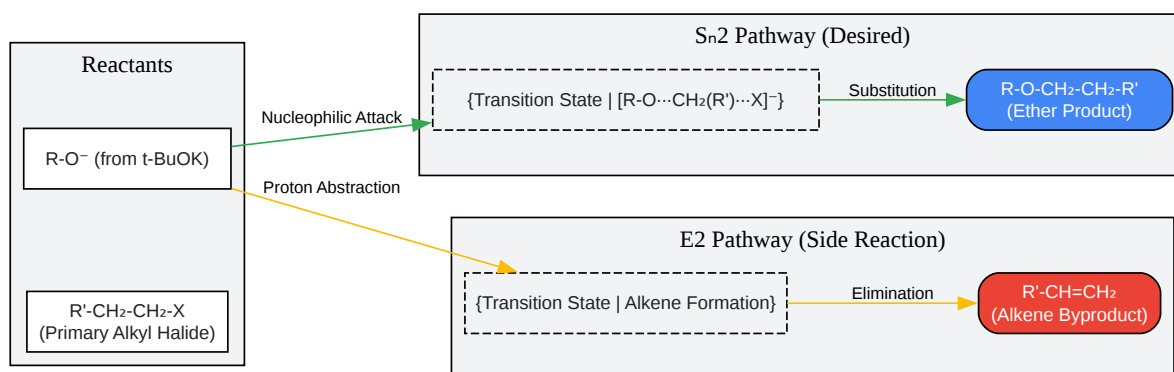 Reactants
R-O⁻ (from t-BuOK)
R'-CH₂-CH₂-X
(Primary Alkyl Halide)
Nucleophilic Attack
Proton Abstraction
Sₙ2 Pathway (Desired)
{Transition State | [R-O···CH₂(R')···X]⁻}
Substitution
R-O-CH₂-CH₂-R'
(Ether Product)
E2 Pathway (Side Reaction)
{Transition State | Alkene Formation}
Elimination
R'-CH=CH₂
(Alkene Byproduct)